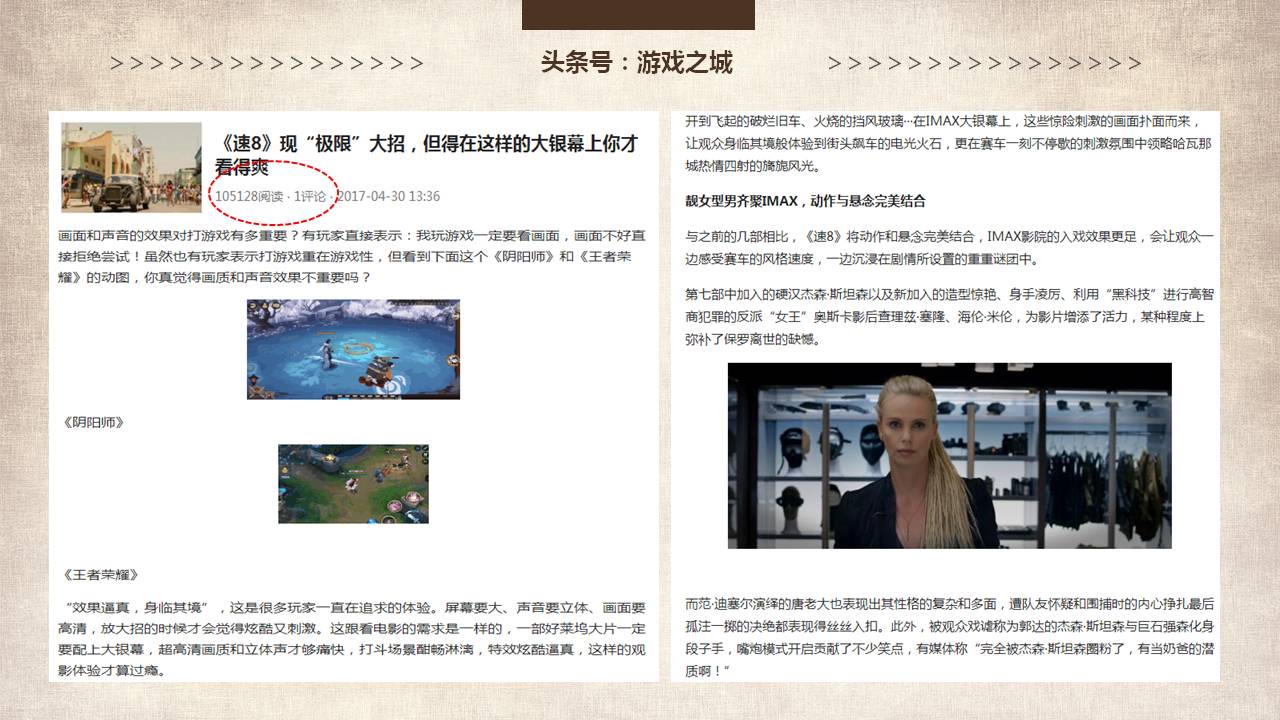 > > > > > > > > > > > > > > > >
头条号：游戏之城
> > > > > > > > > > > > > > > >
《速8》现“极限”大招，但得在这样的大银幕上你才
看得爽
105128阅读 · 1评论 · 2017-04-30 13:36
画面和声音的效果对打游戏有多重要？有玩家直接表示：我玩游戏一定要看画面，画面不好直
接拒绝尝试！虽然也有玩家表示打游戏重在游戏性，但看到下面这个《阴阳师》和《王者荣
耀》的动图，你真觉得画质和声音效果不重要吗？
《阴阳师》
《王者荣耀》
“效果逼真，身临其境”，这是很多玩家一直在追求的体验。屏幕要大、声音要立体、画面要
高清，放大招的时候才会觉得炫酷又刺激。这跟看电影的需求是一样的，一部好莱坞大片一定
要配上大银幕，超高清画质和立体声才够痛快，打斗场景酣畅淋漓，特效炫酷逼真，这样的观
影体验才算过瘾。
开到飞起的破烂旧车、火烧的挡风玻璃···在IMAX大银幕上，这些惊险刺激的画面扑面而来，
让观众身临其境般体验到街头飙车的电光火石，更在赛车一刻不停歇的刺激氛围中领略哈瓦那
城热情四射的旖旎风光。
靓女型男齐聚IMAX，动作与悬念完美结合
与之前的几部相比，《速8》将动作和悬念完美结合，IMAX影院的入戏效果更足，会让观众一
边感受赛车的风格速度，一边沉浸在剧情所设置的重重谜团中。
第七部中加入的硬汉杰森·斯坦森以及新加入的造型惊艳、身手凌厉、利用“黑科技”进行高智
商犯罪的反派“女王”奥斯卡影后查理兹·塞隆、海伦·米伦，为影片增添了活力，某种程度上
弥补了保罗离世的缺憾。
而范·迪塞尔演绎的唐老大也表现出其性格的复杂和多面，遭队友怀疑和围捕时的内心挣扎最后
孤注一掷的决绝都表现得丝丝入扣。此外，被观众戏谑称为郭达的杰森·斯坦森与巨石强森化身
段子手，嘴炮模式开启贡献了不少笑点，有媒体称“完全被杰森·斯坦森圈粉了，有当奶爸的潜
质啊！”